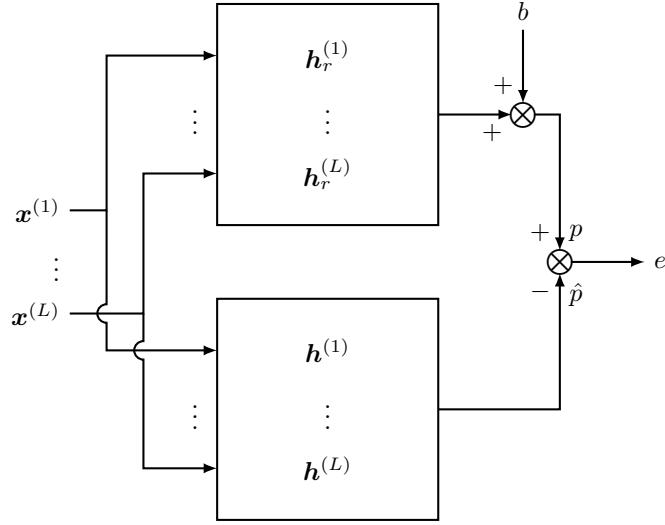 b
𝒉_r^{(1)}
⋮ ⋮
+
+
𝒉_r^{(L)}
𝒙^{(1)}
+ p
⋮
e
− p̂
𝒙^{(L)}
𝒉^{(1)}
⋮ ⋮
𝒉^{(L)}